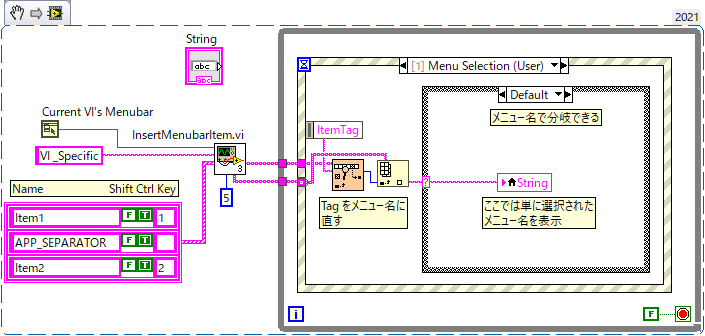 2021
String
abc
abc
[1] Menu Selection (User)
Current VI's Menubar
Default
InsertMenubarItem.vi
ItemTag
メニュー名で分岐できる
VI_Specific
3
5
String
Name Shift Ctrl Key
Tag をメニュー名に
直す
ここでは単に選択された
メニュー名を表示
Item1 F T 1
APP_SEPARATOR F T
Item2 F T 2
i
F